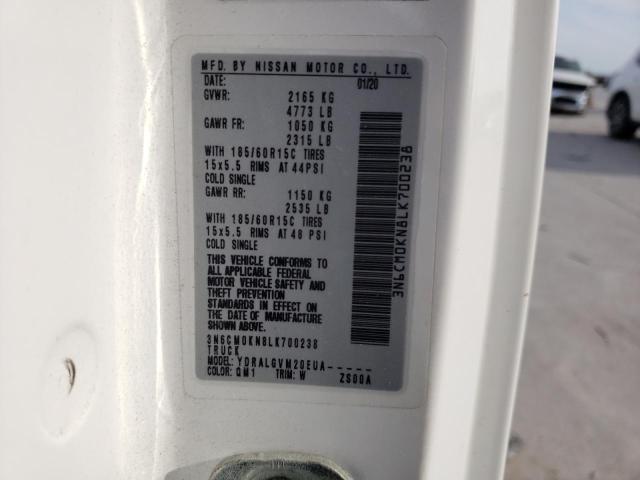 MFD. BY NISSAN MOTOR CO., LTD.
DATE: 01/20
GVWR: 2165 KG
4773 LB
GAWR FR: 1050 KG
2315 LB
WITH 185/60R15C TIRES
15x5.5 RIMS AT 44PSI
COLD SINGLE
GAWR RR: 1150 KG
2535 LB
WITH 185/60R15C TIRES
15x5.5 RIMS AT 48 PSI
COLD SINGLE
THIS VEHICLE CONFORMS TO
ALL APPLICABLE FEDERAL
MOTOR VEHICLE SAFETY AND
THEFT PREVENTION
STANDARDS IN EFFECT ON
THE DATE OF MANUFACTURE
SHOWN ABOVE.
3N6CM0KN8LK700238
TRUCK
MODEL: YDRALGVM20EUA-----
COLOR: QM1 TRIM: W ZS00A
3N6CM0KN8LK700238